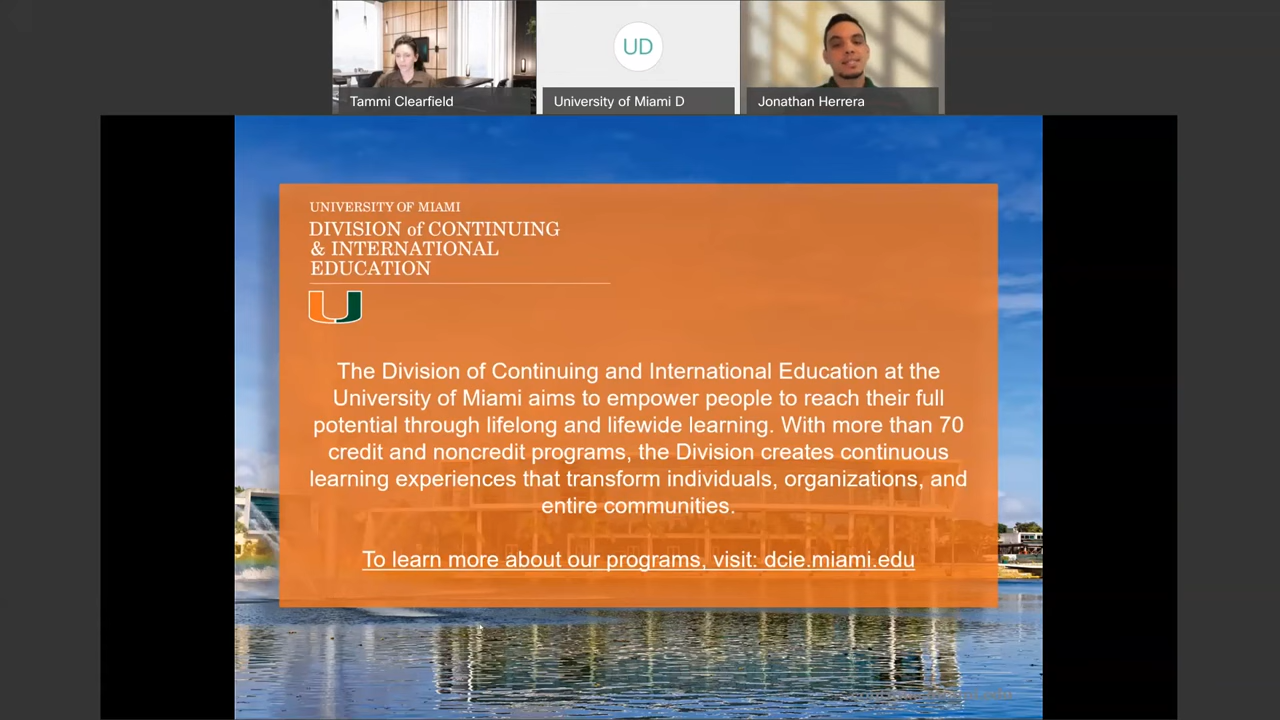 UD
Tammi Clearfield
University of Miami D
Jonathan Herrera
UNIVERSITY OF MIAMI
DIVISION of CONTINUING
& INTERNATIONAL
EDUCATION
The Division of Continuing and International Education at the
University of Miami aims to empower people to reach their full
potential through lifelong and lifewide learning. With more than 70
credit and noncredit programs, the Division creates continuous
learning experiences that transform individuals, organizations, and
entire communities.
To learn more about our programs, visit: dcie.miami.edu